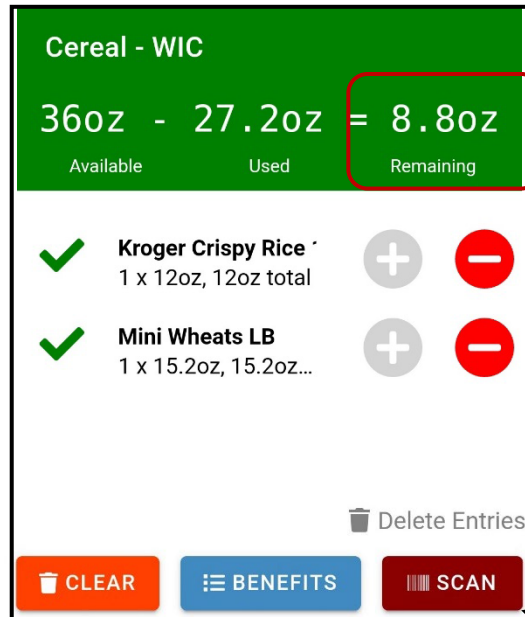 Cereal - WIC
36oz - 27.2oz = 8.8oz
Available Used Remaining
Kroger Crispy Rice
1 x 12oz, 12oz total
Mini Wheats LB
1 x 15.2oz, 15.2oz...
Delete Entries
CLEAR BENEFITS SCAN